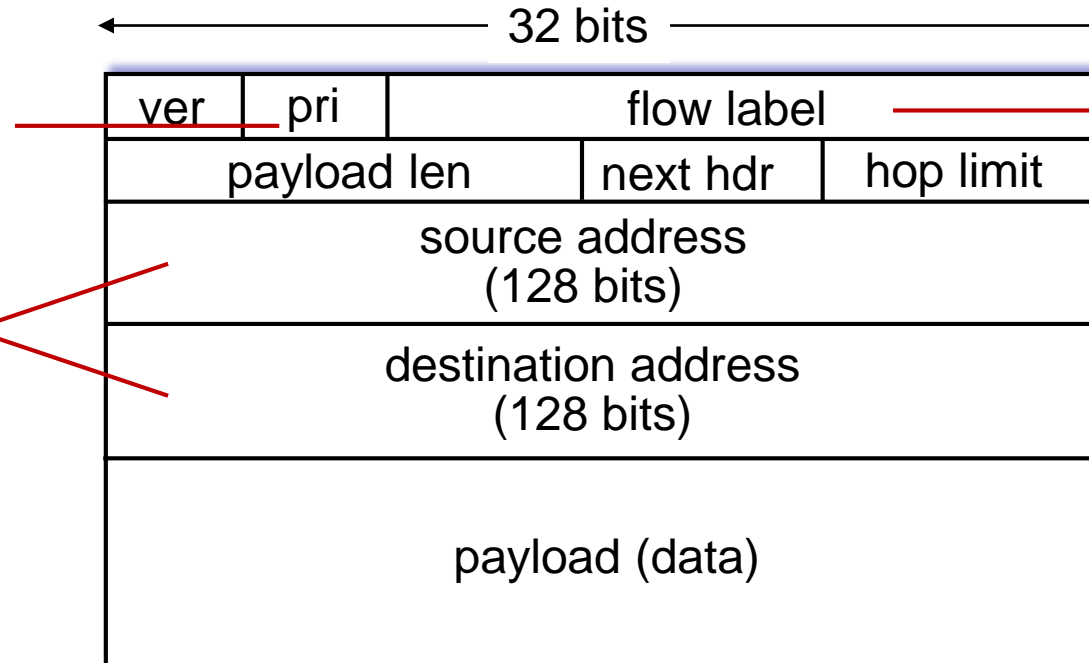 32 bits
ver pri flow label
payload len next hdr hop limit
source address
(128 bits)
destination address
(128 bits)
payload (data)